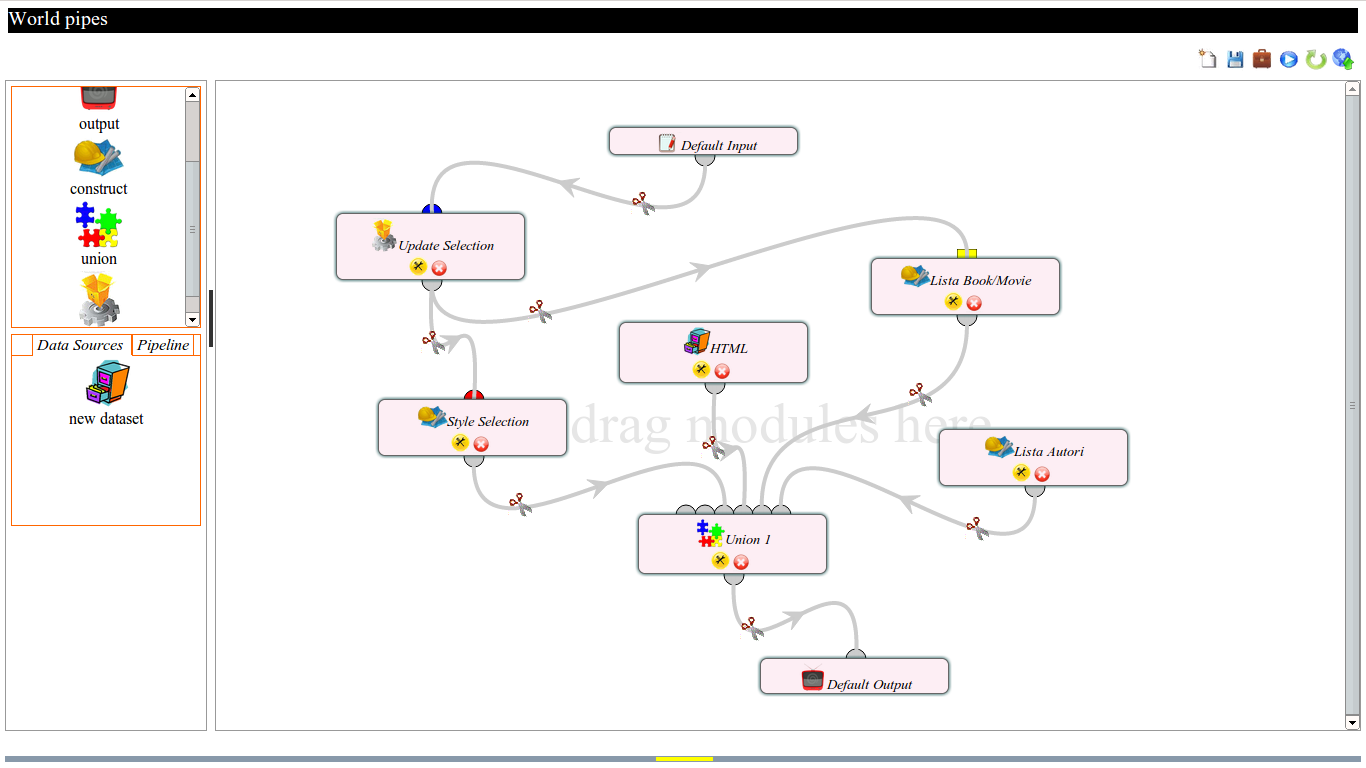 World pipes
output
construct
union
Data Sources
Pipeline
new dataset
Default Input
Update Selection
Lista Book/Movie
HTML
Style Selection
drag modules here
Lista Autori
Union 1
Default Output